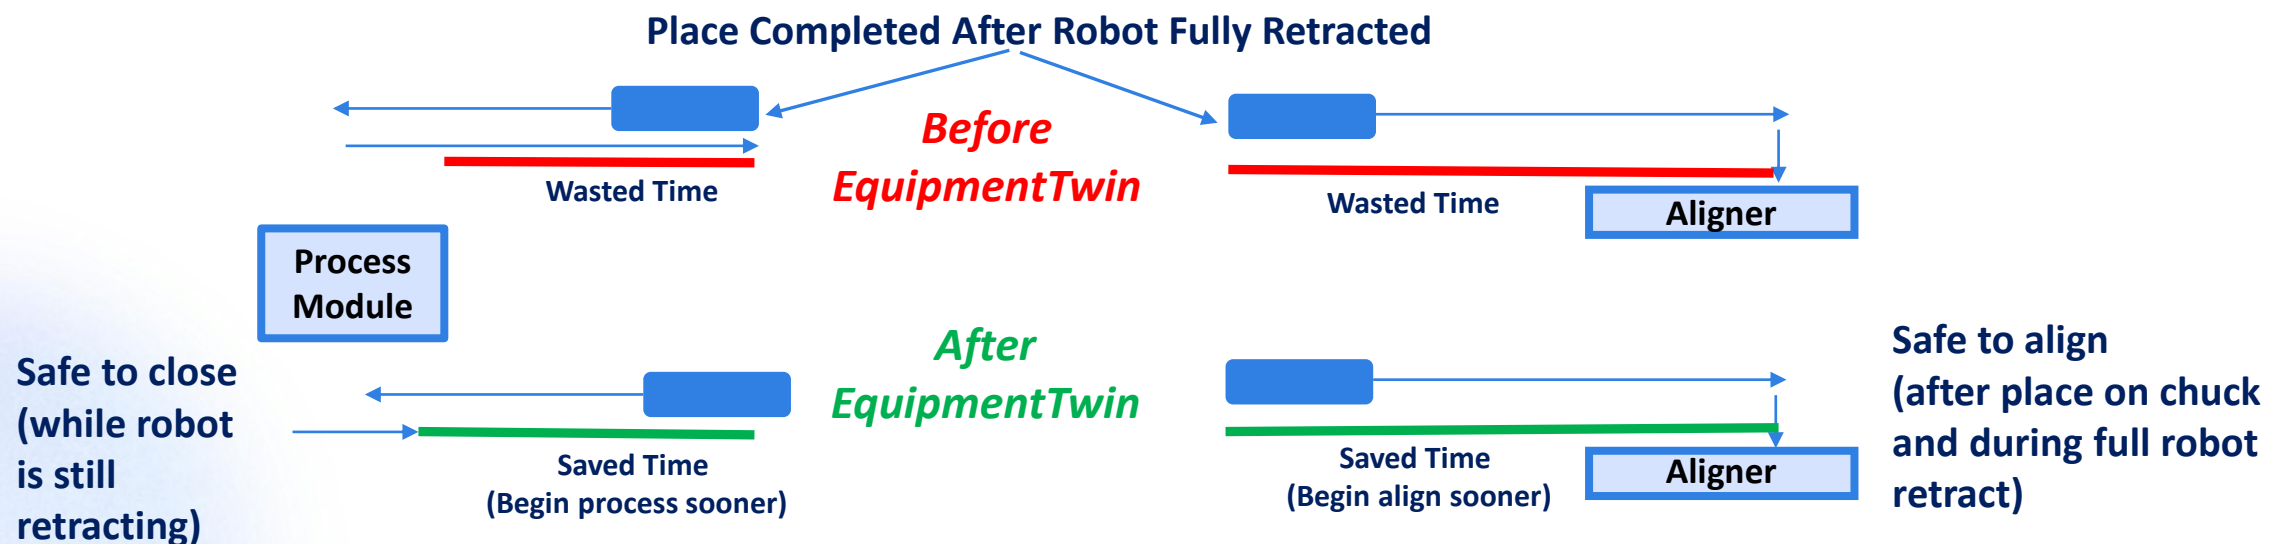 Place Completed After Robot Fully Retracted
Before
EquipmentTwin
Wasted Time
Wasted Time
Aligner
Process
Module
Safe to close
(while robot
is still
retracting)
After
EquipmentTwin
Saved Time
(Begin process sooner)
Saved Time
(Begin align sooner)
Aligner
Safe to align
(after place on chuck
and during full robot
retract)